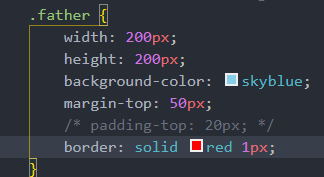 .father {
width: 200px;
height: 200px;
background-color: skyblue;
margin-top: 50px;
/* padding-top: 20px; */
border: solid red 1px;
}